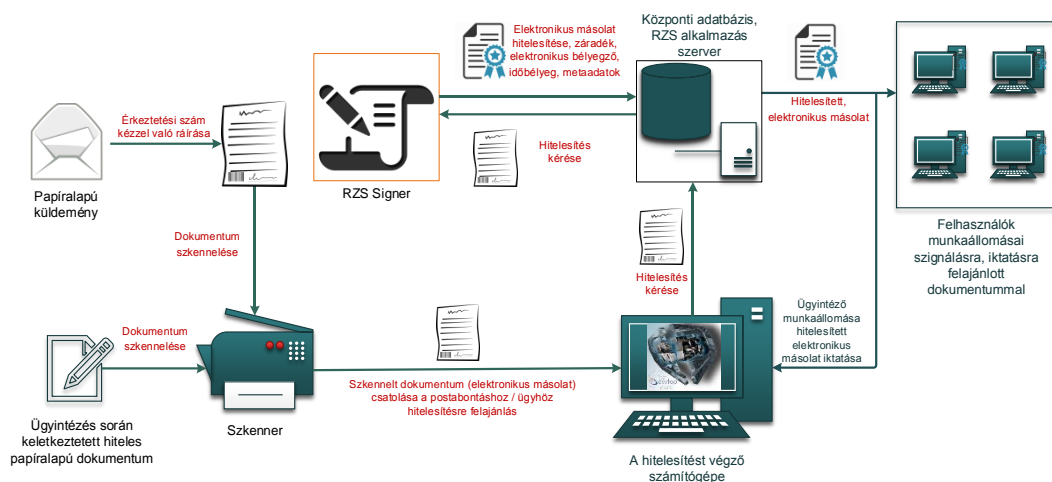 Elektronikus másolat
hitelesítése, záradék,
elektronikus bélyegző,
időbélyeg, metaadatok
Központi adatbázis,
RZS alkalmazás
szerver
Érkeztetési szám
kézzel való ráírása
Hitelesített,
elektronikus másolat
Hitelesítés
kérése
Papíralapú
küldemény
RZS Signer
Felhasználók
munkaállomásai
szignálásra, iktatásra
felajánlott
dokumentummal
Dokumentum
szkennelése
Hitelesítés
kérése
Ügyintéző
munkaállomása
hitelesített
elektronikus
másolat iktatása
Dokumentum
szkennelése
Szkennelt dokumentum (elektronikus másolat)
csatolása a postabontáshoz / ügyhöz
hitelesítésre felajánlás
Szkenner
Ügyintézés során
keletkeztetett hiteles
papíralapú dokumentum
A hitelesítést végző
számítógépe